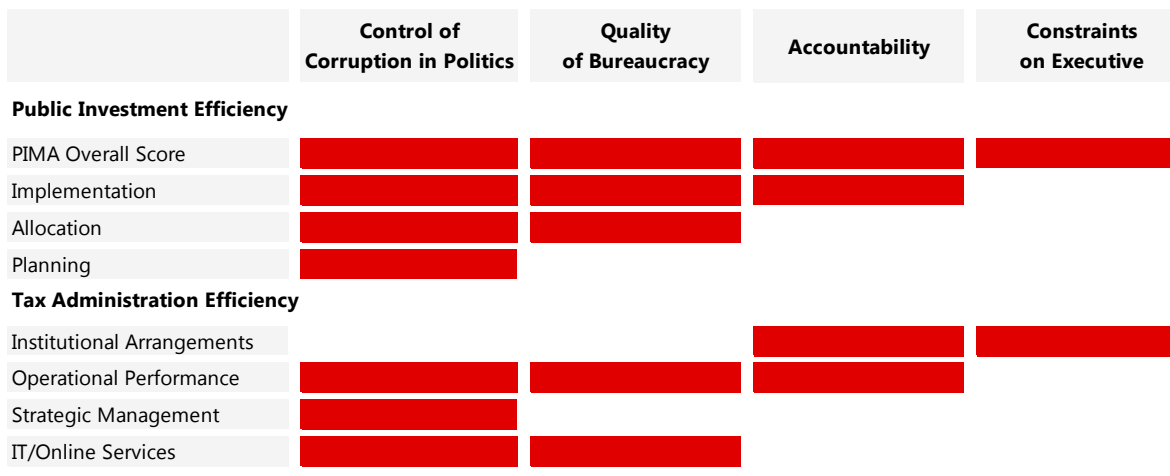 Control of
Corruption in Politics
Quality
of Bureaucracy
Accountability
Constraints
on Executive
Public Investment Efficiency
PIMA Overall Score
Implementation
Allocation
Planning
Tax Administration Efficiency
Institutional Arrangements
Operational Performance
Strategic Management
IT/Online Services